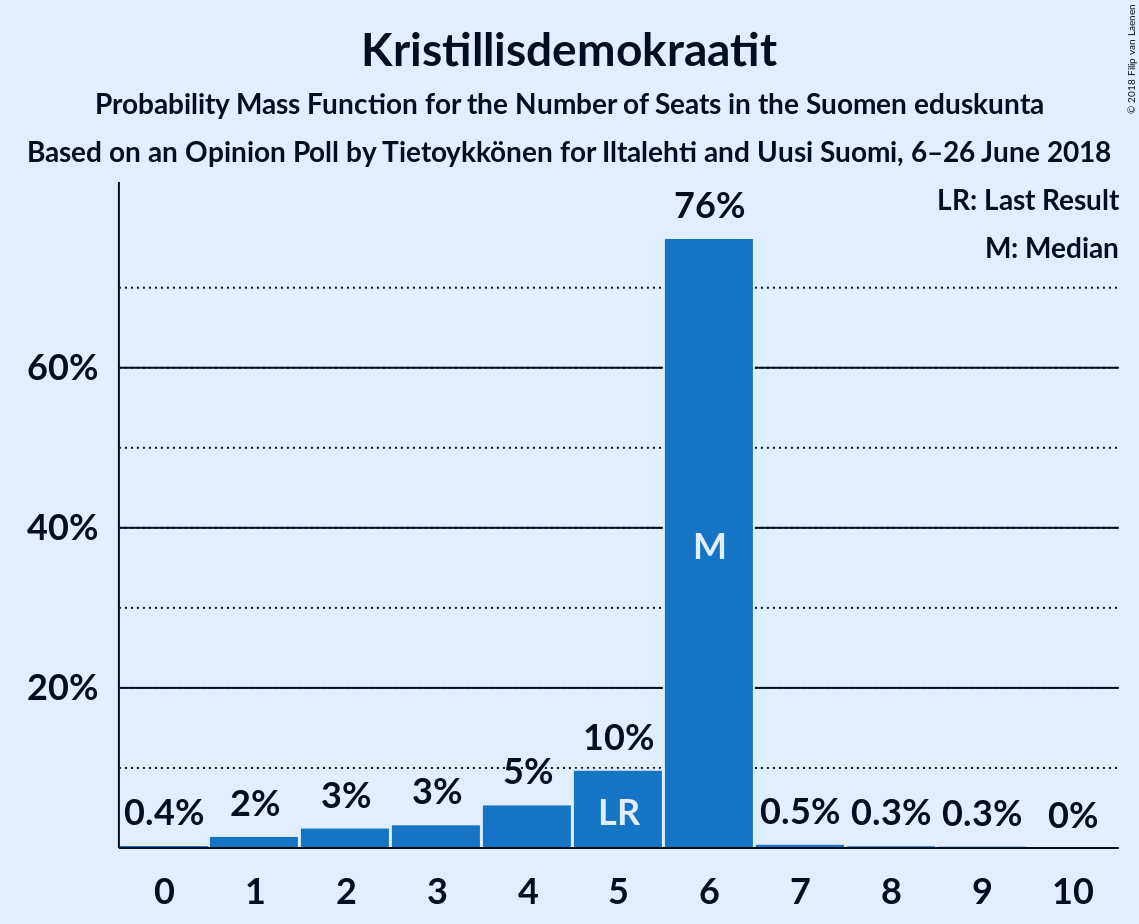 Kristillisdemokraatit
Probability Mass Function for the Number of Seats in the Suomen eduskunta
Based on an Opinion Poll by Tietoykkönen for Iltalehti and Uusi Suomi, 6–26 June 2018
© 2018 Filip van Laenen
LR: Last Result
M: Median
60%
40%
20%
0.4%
2%
3%
3%
5%
10%
76%
0.5%
0.3%
0.3%
0%
LR
M
0 1 2 3 4 5 6 7 8 9 10